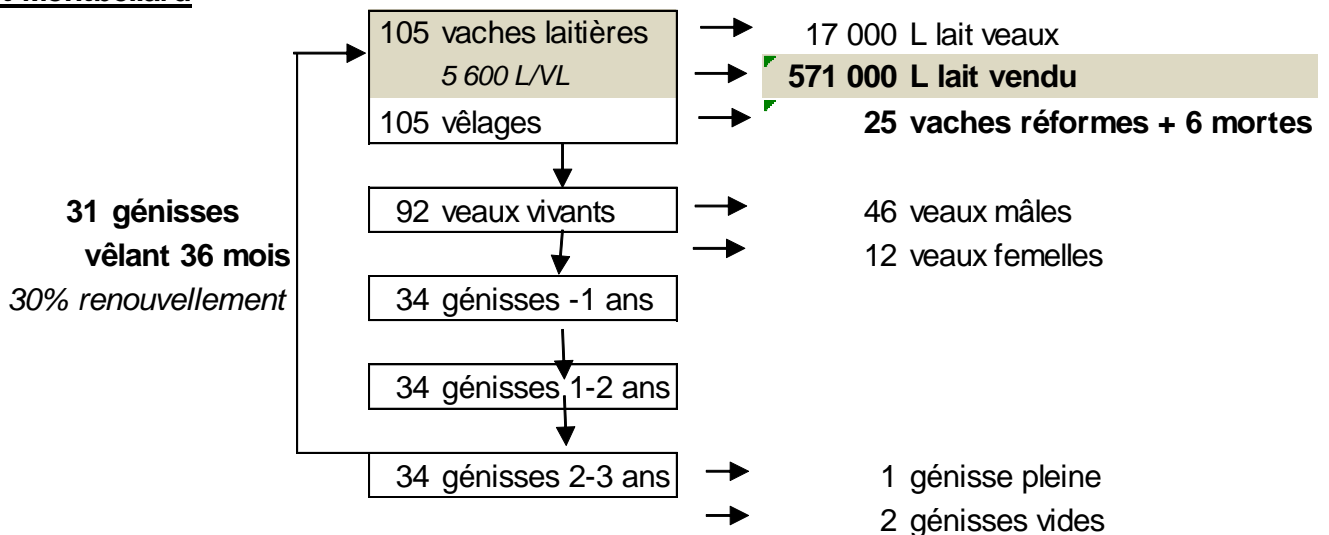 105 vaches laitières
17 000 L lait veaux
5 600 L/VL
571 000 L lait vendu
105 vêlages
25 vaches réformes + 6 mortes
31 génisses
vêlant 36 mois
30% renouvellement
92 veaux vivants
46 veaux mâles
12 veaux femelles
34 génisses -1 ans
34 génisses 1-2 ans
34 génisses 2-3 ans
1 génisse pleine
2 génisses vides